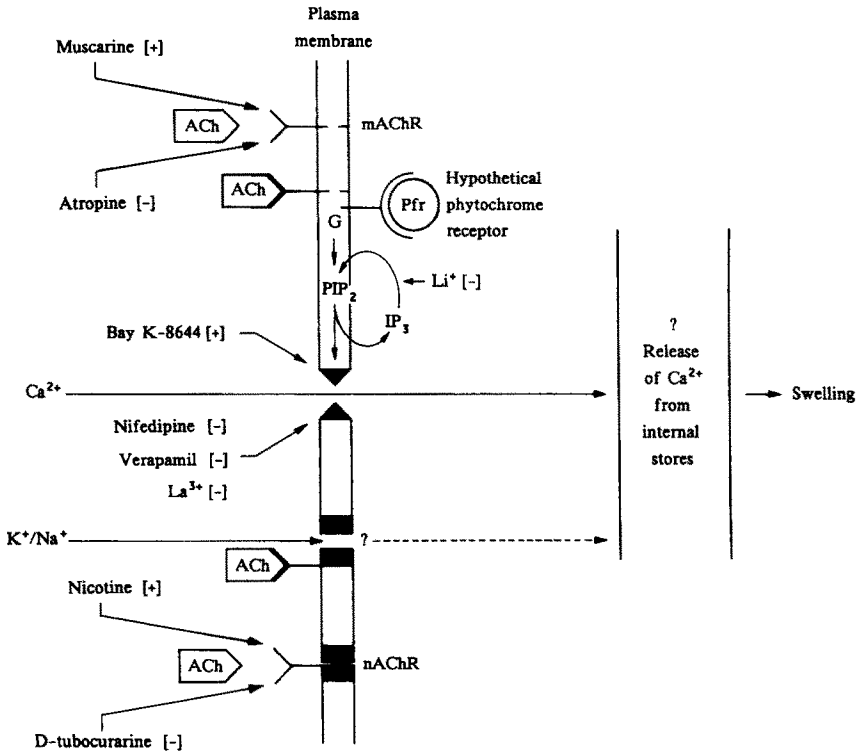 Plasma
membrane
Muscarine [+]
ACh
mAChR
Atropine [-]
ACh
Pfr
Hypothetical
phytochrome
receptor
G
PIP₂
Li⁺ [-]
IP₃
Bay K-8644 [+]
Ca²⁺
?
Release
of Ca²⁺
from
internal
stores
Swelling
Nifedipine [-]
Verapamil [-]
La³⁺ [-]
K⁺/Na⁺
?
ACh
Nicotine [+]
ACh
nAChR
D-tubocurarine [-]